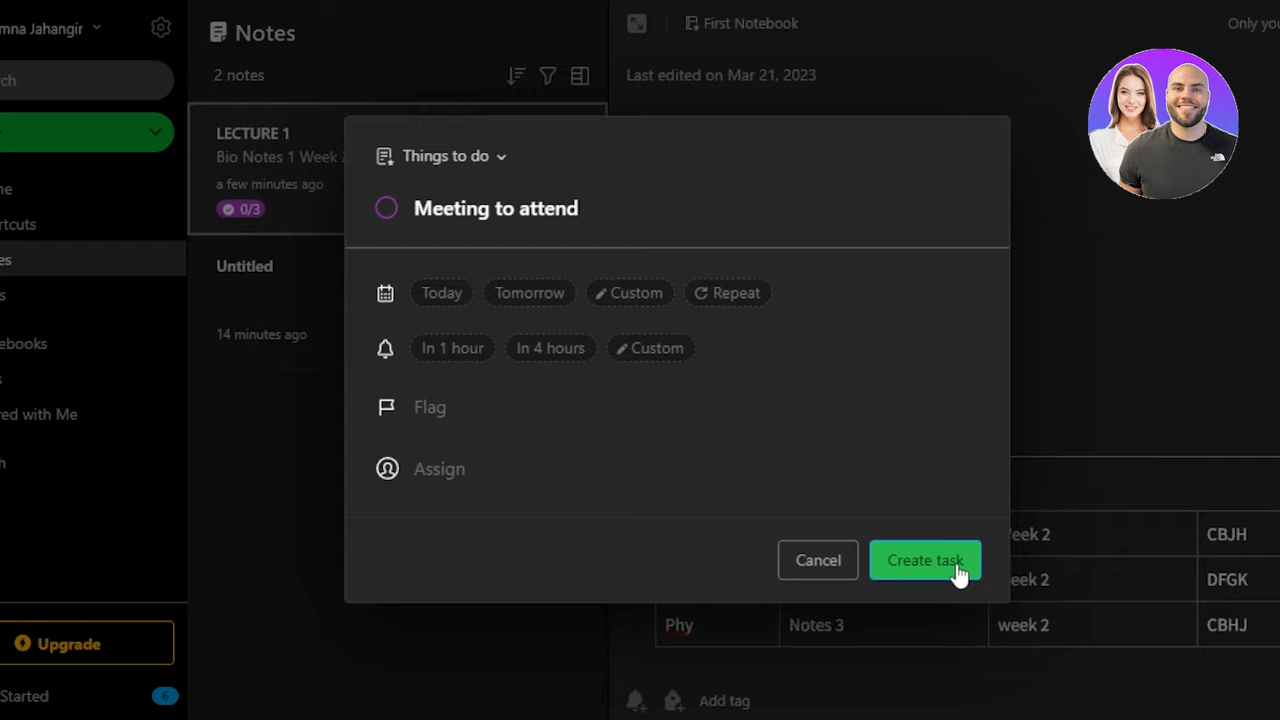 mna Jahangir
ch
me
rtcuts
es
s
ebooks
s
red with Me
h
Upgrade
Started
6
Notes
2 notes
LECTURE 1
Bio Notes 1 Week 2
a few minutes ago
0/3
Untitled
14 minutes ago
First Notebook
Only you
Last edited on Mar 21, 2023
Things to do
Meeting to attend
Today
Tomorrow
Custom
Repeat
In 1 hour
In 4 hours
Custom
Flag
Assign
Cancel
Create task
eek 2
CBJH
eek 2
DFGK
Phy
Notes 3
week 2
CBHJ
Add tag